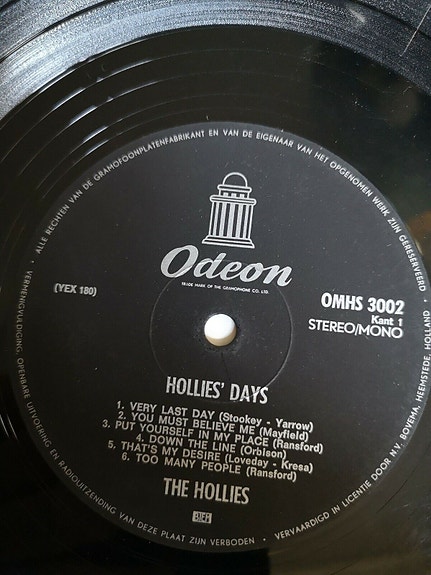 ALLE RECHTEN VAN DE GRAMOFOONPLATENFABRIKANT EN VAN DE EIGENAAR VAN HET OPGENOMEN WERK ZIJN GERESERVEERD
Odeon
TRADE MARK OF THE GRAMOPHONE CO. LTD.
(YEX 180)
OMHS 3002
Kant 1
STEREO/MONO
HOLLIES' DAYS
1. VERY LAST DAY (Stookey - Yarrow)
2. YOU MUST BELIEVE ME (Mayfield)
3. PUT YOURSELF IN MY PLACE (Ransford)
4. DOWN THE LINE (Orbison)
5. THAT'S MY DESIRE (Loveday - Kresa)
6. TOO MANY PEOPLE (Ransford)
THE HOLLIES
BIEM
VERMENIGVULDIGING, OPENBARE UITVOERING EN RADIOUITZENDING VAN DEZE PLAAT ZIJN VERBODEN • VERVAARDIGD IN LICENTIE DOOR N.V. BOVEMA, HEEMSTEDE, HOLLAND •